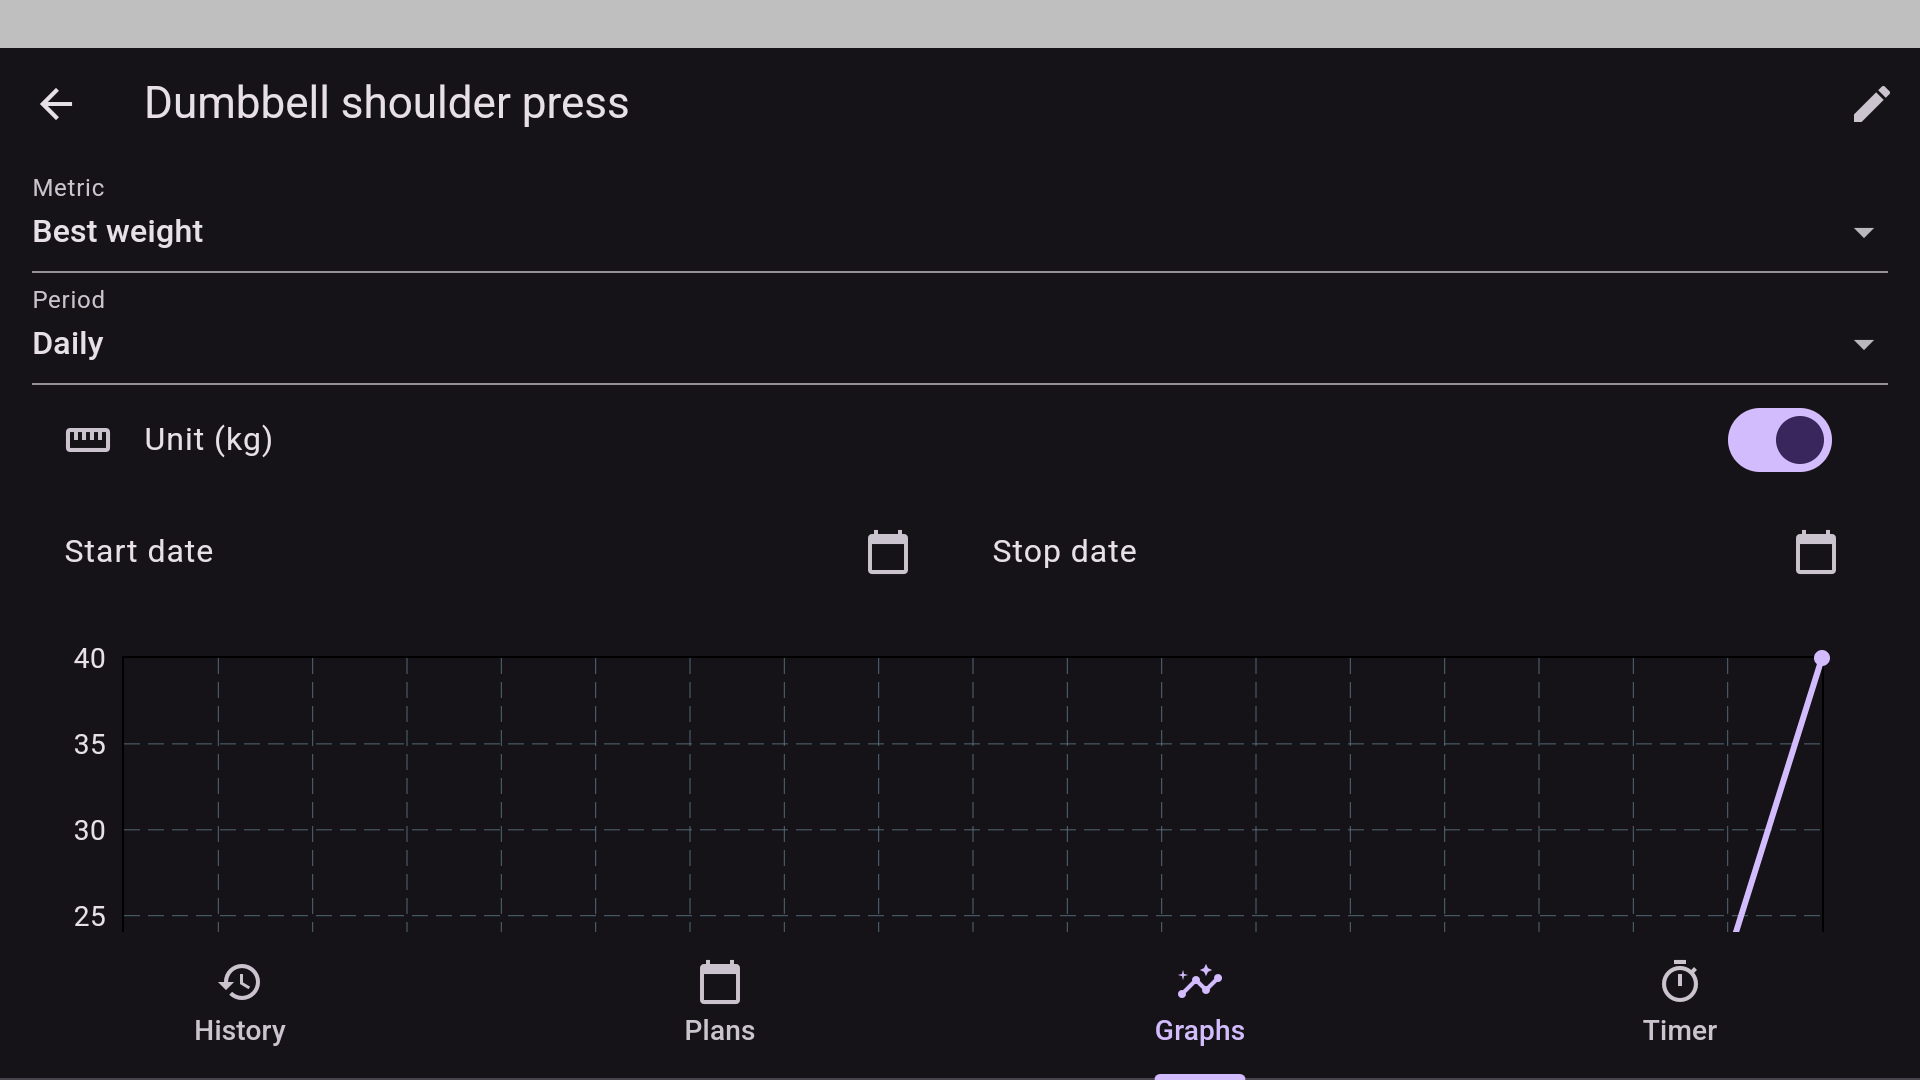 Dumbbell shoulder press
Metric
Best weight
Period
Daily
Unit (kg)
Start date
Stop date
40
35
30
25
History
Plans
Graphs
Timer